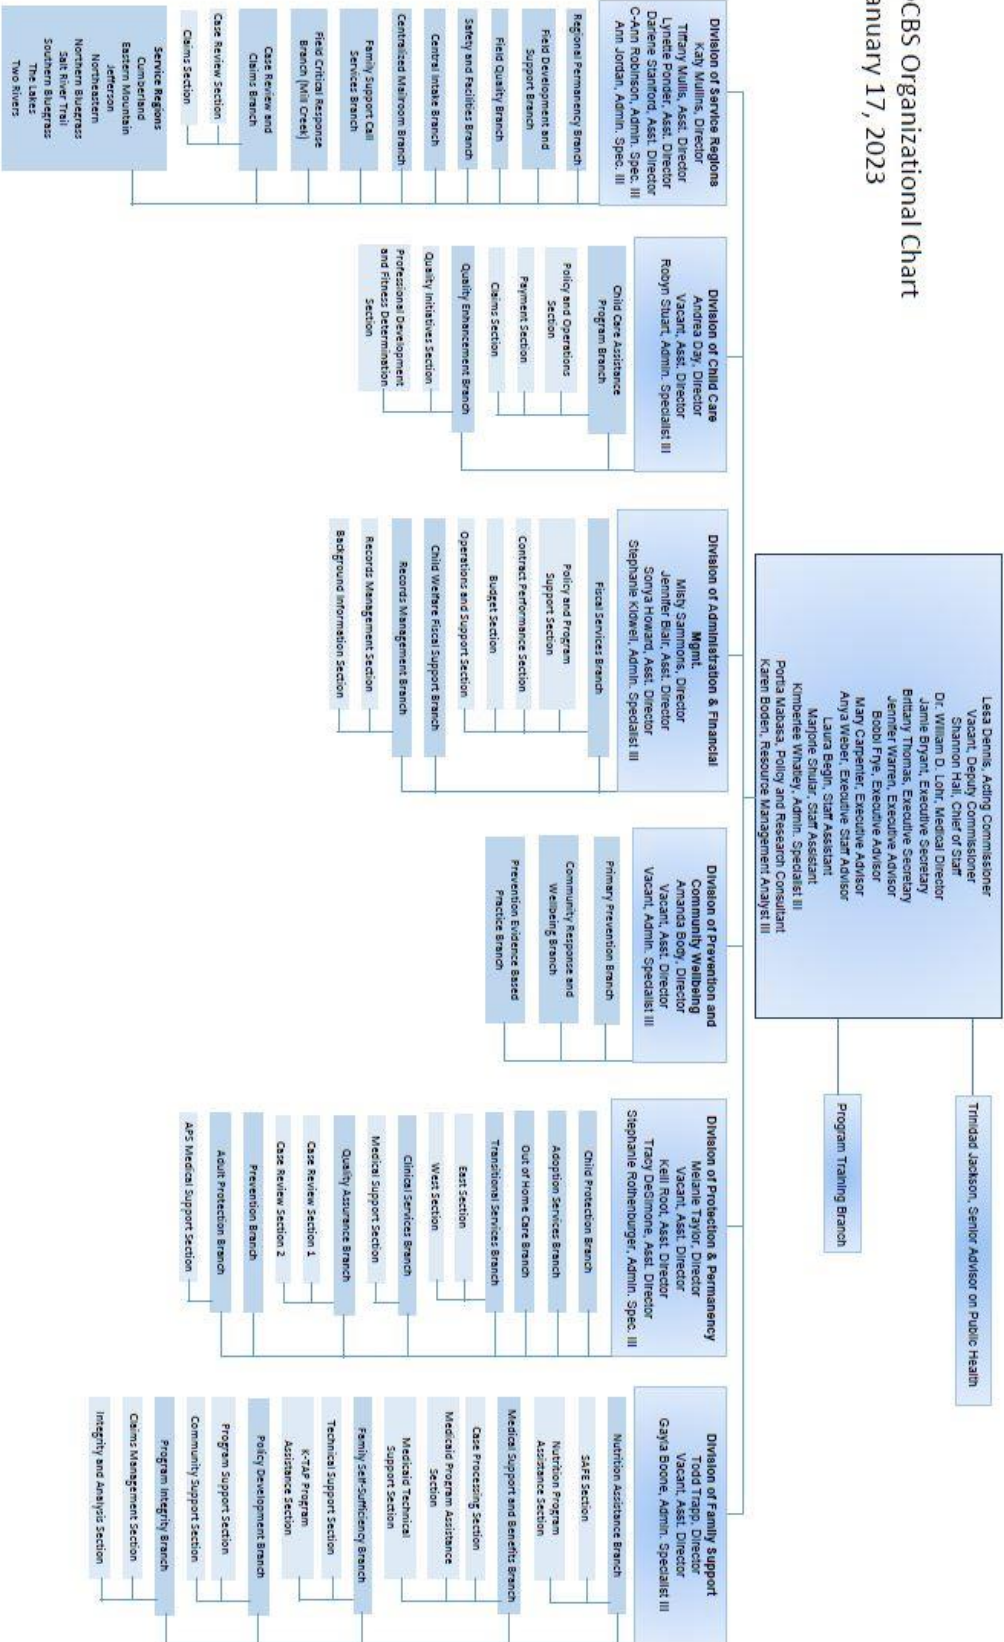 CBS Organizational Chart
anuary 17, 2023
Lesa Dennis, Acting Commissioner
Vacant, Deputy Commissioner
Shannon Hall, Chief of Staff
Dr. William D. Lohr, Medical Director
Jamie Bryant, Executive Secretary
Brittany Thomas, Executive Secretary
Jennifer Warren, Executive Advisor
Bobbi Frye, Executive Advisor
Mary Carpenter, Executive Advisor
Anya Weber, Executive Staff Advisor
Laura Begin, Staff Assistant
Marjorie Shular, Staff Assistant
Kimberlee Whatley, Admin. Specialist III
Portia Mabasa, Policy and Research Consultant
Karen Boden, Resource Management Analyst III
Trinidad Jackson, Senior Advisor on Public Health
Program Training Branch
Division of Service Regions
Katy Mullins, Director
Tiffany Mullis, Asst. Director
Lynette Ponder, Asst. Director
Darlene Staniford, Asst. Director
C-Ann Robinson, Admin. Spec. III
Ann Jordan, Admin. Spec. III
Regional Permanency Branch
Field Development and
Support Branch
Field Quality Branch
Safety and Facilities Branch
Central Intake Branch
Centralized Mailroom Branch
Family Support Call
Services Branch
Field Critical Response
Branch (Mill Creek)
Case Review and
Claims Branch
Case Review Section
Claims Section
Service Regions
Cumberland
Eastern Mountain
Jefferson
Northeastern
Northern Bluegrass
Salt River Trail
Southern Bluegrass
The Lakes
Two Rivers
Division of Child Care
Andrea Day, Director
Vacant, Asst. Director
Robyn Stuart, Admin. Specialist III
Child Care Assistance
Program Branch
Policy and Operations
Section
Payment Section
Claims Section
Quality Enhancement Branch
Quality Initiatives Section
Professional Development
and Fitness Determination
Section
Division of Administration & Financial
Mgmt.
Misty Sammons, Director
Jennifer Blair, Asst. Director
Sonya Howard, Asst. Director
Stephanie Kidwell, Admin. Specialist III
Fiscal Services Branch
Policy and Program
Support Section
Contract Performance Section
Budget Section
Operations and Support Section
Child Welfare Fiscal Support Branch
Records Management Branch
Records Management Section
Background Information Section
Division of Prevention and
Community Wellbeing
Amanda Body, Director
Vacant, Asst. Director
Vacant, Admin. Specialist III
Primary Prevention Branch
Community Response and
Wellbeing Branch
Prevention Evidence Based
Practice Branch
Division of Protection & Permanency
Melanie Taylor, Director
Vacant, Asst. Director
Kelli Root, Asst. Director
Tracy DeSimone, Asst. Director
Stephanie Rothenburger, Admin. Spec. III
Child Protection Branch
Adoption Services Branch
Out of Home Care Branch
Transitional Services Branch
East Section
West Section
Clinical Services Branch
Medical Support Section
Quality Assurance Branch
Case Review Section 1
Case Review Section 2
Prevention Branch
Adult Protection Branch
APS Medical Support Section
Division of Family Support
Todd Trapp, Director
Vacant, Asst. Director
Gayla Boone, Admin. Specialist III
Nutrition Assistance Branch
SAFE Section
Nutrition Program
Assistance Section
Medical Support and Benefits Branch
Case Processing Section
Medicaid Program Assistance
Section
Medicaid Technical
Support Section
Family Self-Sufficiency Branch
Technical Support Section
K-TAP Program
Assistance Section
Policy Development Branch
Program Support Section
Community Support Section
Program Integrity Branch
Claims Management Section
Integrity and Analysis Section